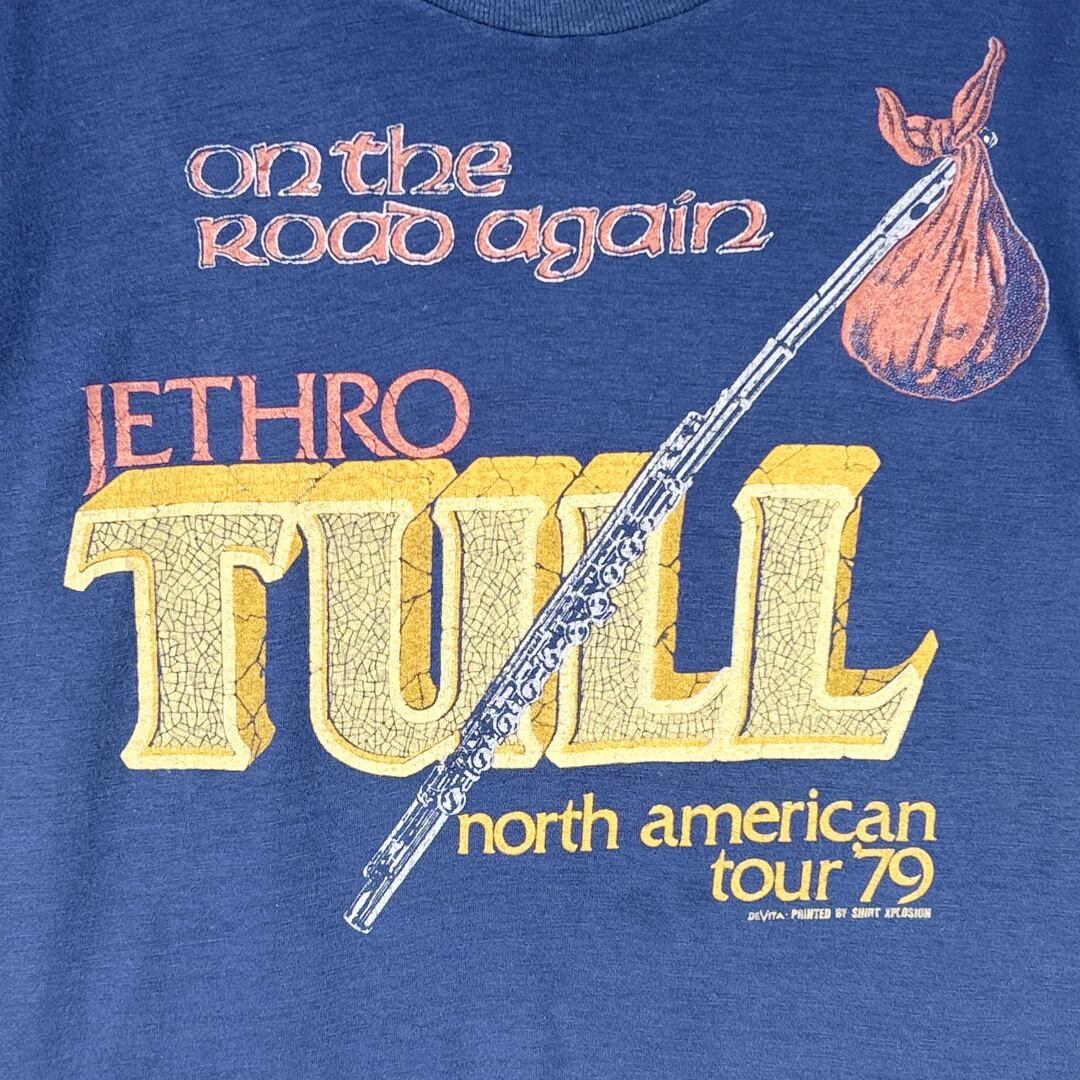 on the
road again
JETHRO
TULL
north american
tour '79
DEVITA · PRINTED BY SHIRT XPLOSION